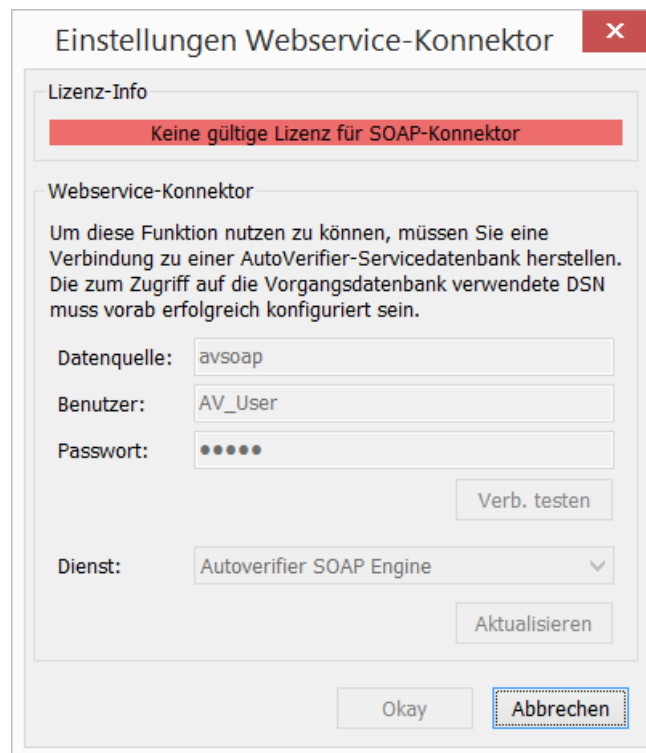 Einstellungen Webservice-Konnektor
Lizenz-Info
Keine gültige Lizenz für SOAP-Konnektor
Webservice-Konnektor
Um diese Funktion nutzen zu können, müssen Sie eine
Verbindung zu einer AutoVerifier-Servicedatenbank herstellen.
Die zum Zugriff auf die Vorgangsdatenbank verwendete DSN
muss vorab erfolgreich konfiguriert sein.
Datenquelle: avsoap
Benutzer: AV_User
Passwort: ●●●●●
Verb. testen
Dienst: Autoverifier SOAP Engine
Aktualisieren
Okay Abbrechen